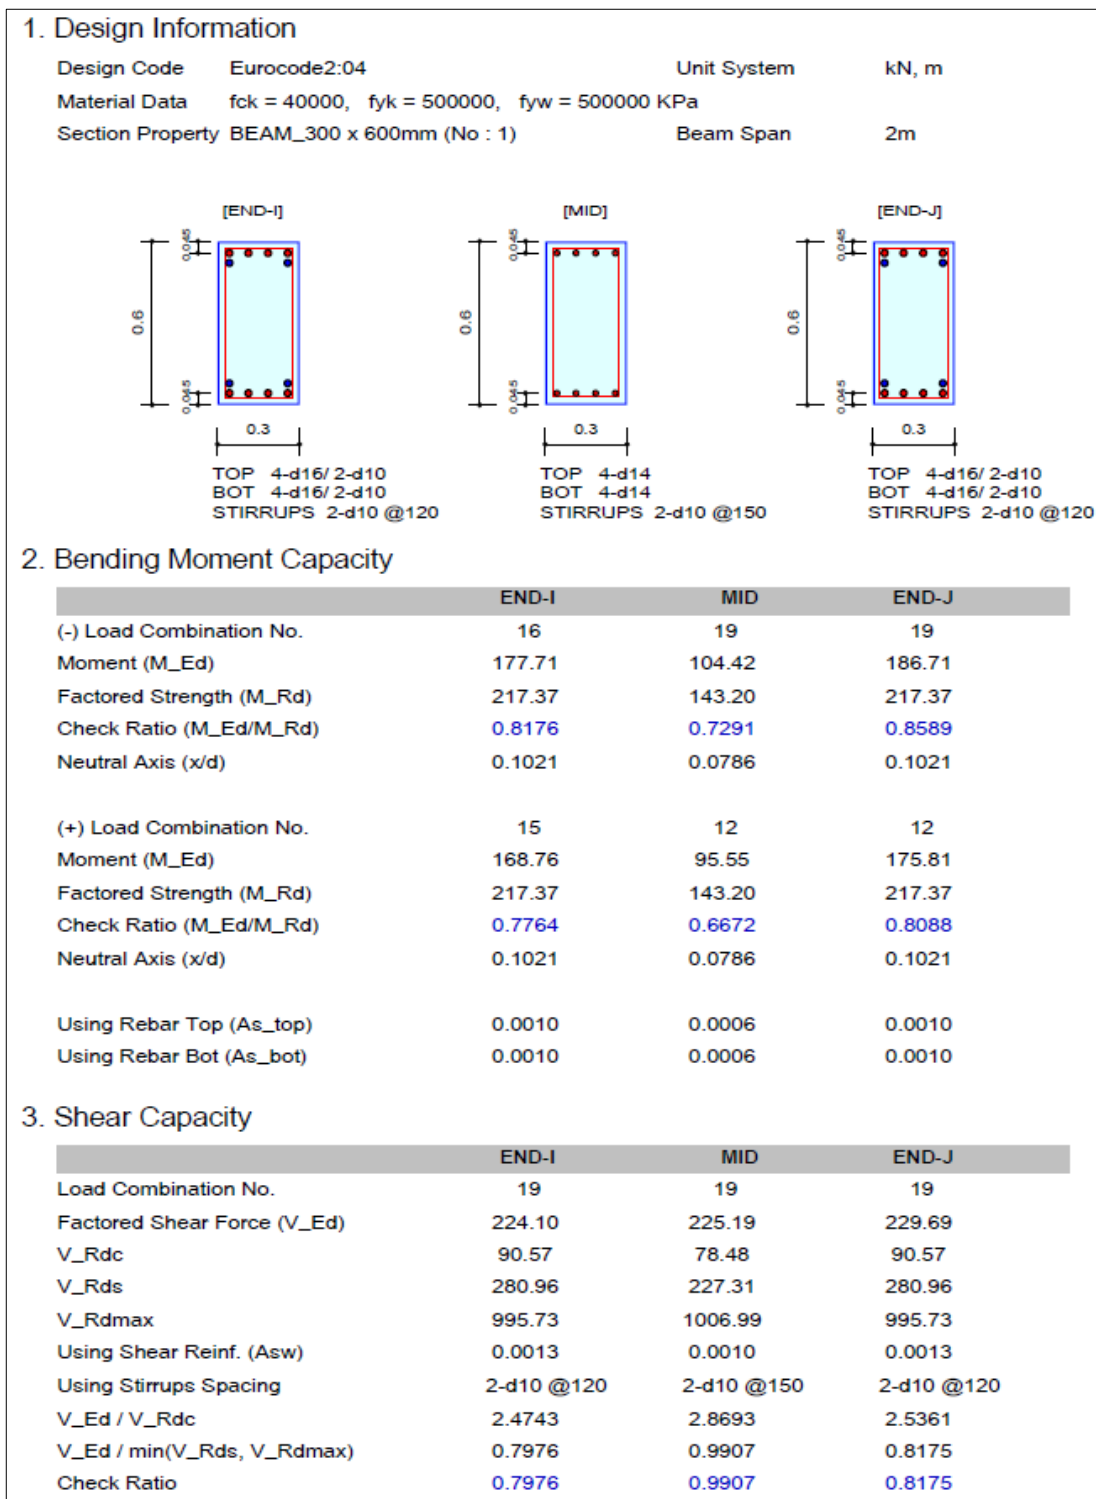 1. Design Information
Design Code Eurocode2:04 Unit System kN, m
Material Data fck = 40000, fyk = 500000, fyw = 500000 KPa
Section Property BEAM_300 x 600mm (No : 1) Beam Span 2m
[END-I] [MID] [END-J]
0.045 0.045 0.045
0.6 0.6 0.6
0.045 0.045 0.045
0.3 0.3 0.3
TOP 4-d16/ 2-d10 TOP 4-d14 TOP 4-d16/ 2-d10
BOT 4-d16/ 2-d10 BOT 4-d14 BOT 4-d16/ 2-d10
STIRRUPS 2-d10 @120 STIRRUPS 2-d10 @150 STIRRUPS 2-d10 @120
2. Bending Moment Capacity
END-I MID END-J
(-) Load Combination No. 16 19 19
Moment (M_Ed) 177.71 104.42 186.71
Factored Strength (M_Rd) 217.37 143.20 217.37
Check Ratio (M_Ed/M_Rd) 0.8176 0.7291 0.8589
Neutral Axis (x/d) 0.1021 0.0786 0.1021
(+) Load Combination No. 15 12 12
Moment (M_Ed) 168.76 95.55 175.81
Factored Strength (M_Rd) 217.37 143.20 217.37
Check Ratio (M_Ed/M_Rd) 0.7764 0.6672 0.8088
Neutral Axis (x/d) 0.1021 0.0786 0.1021
Using Rebar Top (As_top) 0.0010 0.0006 0.0010
Using Rebar Bot (As_bot) 0.0010 0.0006 0.0010
3. Shear Capacity
END-I MID END-J
Load Combination No. 19 19 19
Factored Shear Force (V_Ed) 224.10 225.19 229.69
V_Rdc 90.57 78.48 90.57
V_Rds 280.96 227.31 280.96
V_Rdmax 995.73 1006.99 995.73
Using Shear Reinf. (Asw) 0.0013 0.0010 0.0013
Using Stirrups Spacing 2-d10 @120 2-d10 @150 2-d10 @120
V_Ed / V_Rdc 2.4743 2.8693 2.5361
V_Ed / min(V_Rds, V_Rdmax) 0.7976 0.9907 0.8175
Check Ratio 0.7976 0.9907 0.8175